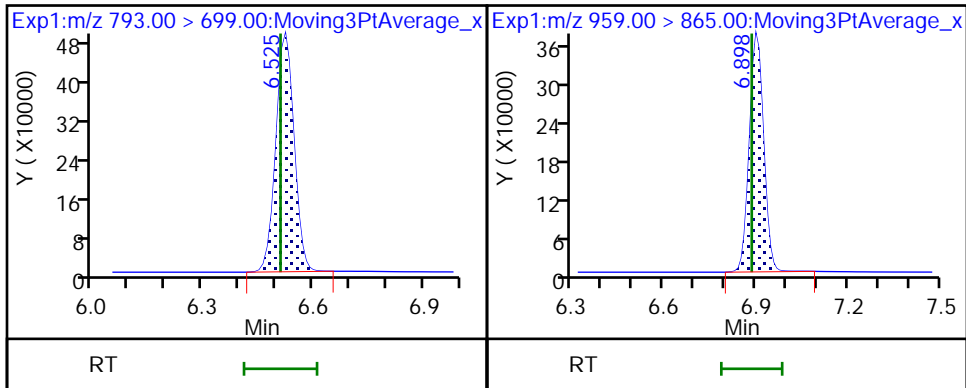 Exp1:m/z 793.00 > 699.00:Moving3PtAverage_x
6.525
Y ( X10000)
48
40
32
24
16
8
0
6.0 6.3 6.6 6.9
Min
RT
Exp1:m/z 959.00 > 865.00:Moving3PtAverage_x
6.898
Y ( X10000)
36
30
24
18
12
6
0
6.3 6.6 6.9 7.2 7.5
Min
RT